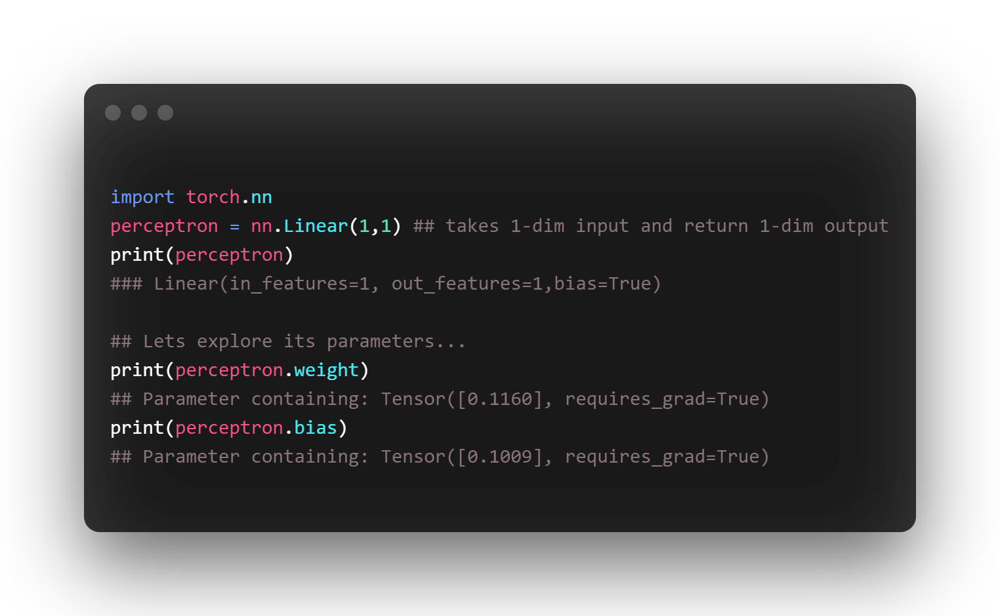 import torch.nn
perceptron = nn.Linear(1,1) ## takes 1-dim input and return 1-dim output
print(perceptron)
### Linear(in_features=1, out_features=1,bias=True)
## Lets explore its parameters...
print(perceptron.weight)
## Parameter containing: Tensor([0.1160], requires_grad=True)
print(perceptron.bias)
## Parameter containing: Tensor([0.1009], requires_grad=True)